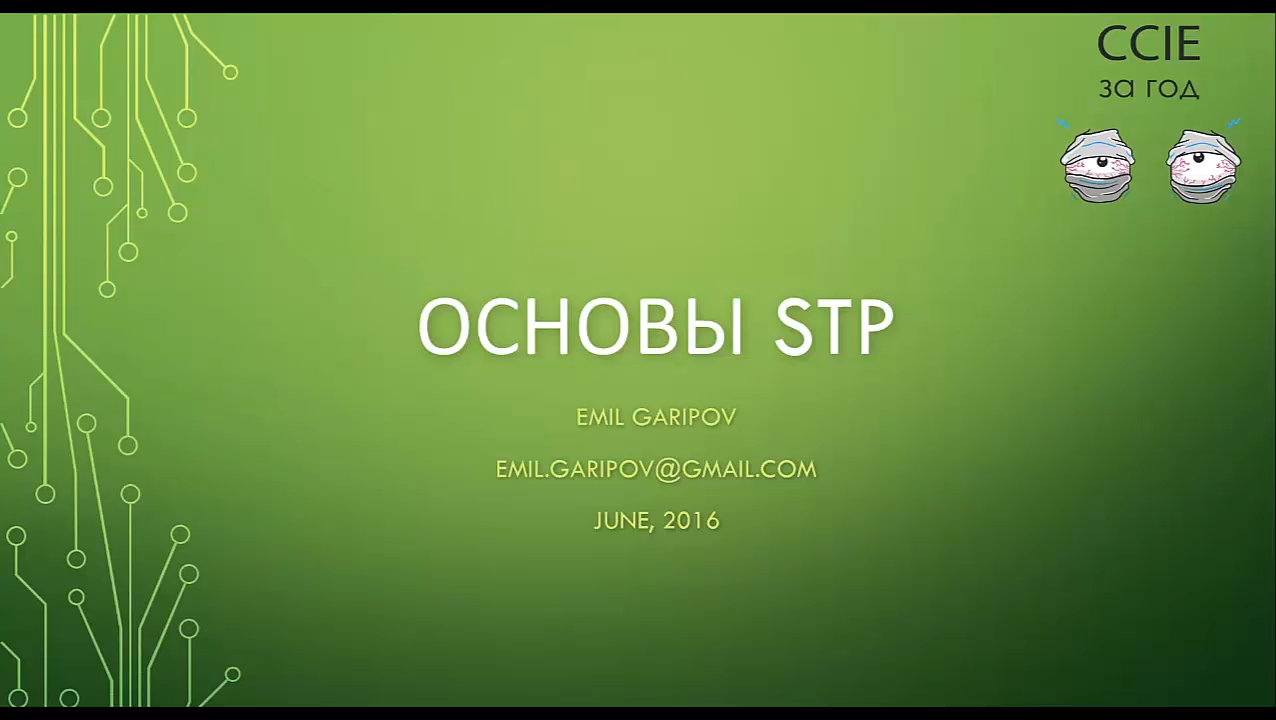 CCIE
за год
ОСНОВЫ STP
EMIL GARIPOV
EMIL.GARIPOV@GMAIL.COM
JUNE, 2016